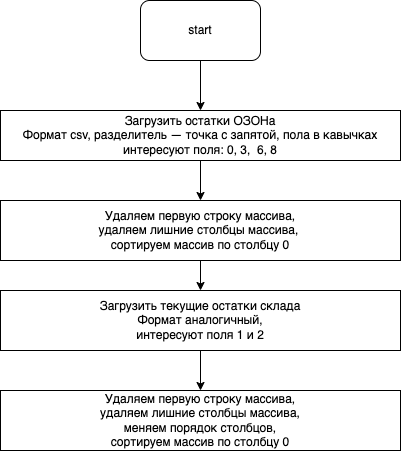 start
Загрузить остатки ОЗОНа
Формат csv, разделитель — точка с запятой, пола в кавычках
интересуют поля: 0, 3, 6, 8
Удаляем первую строку массива,
удаляем лишние столбцы массива,
сортируем массив по столбцу 0
Загрузить текущие остатки склада
Формат аналогичный,
интересуют поля 1 и 2
Удаляем первую строку массива,
удаляем лишние столбцы массива,
меняем порядок столбцов,
сортируем массив по столбцу 0